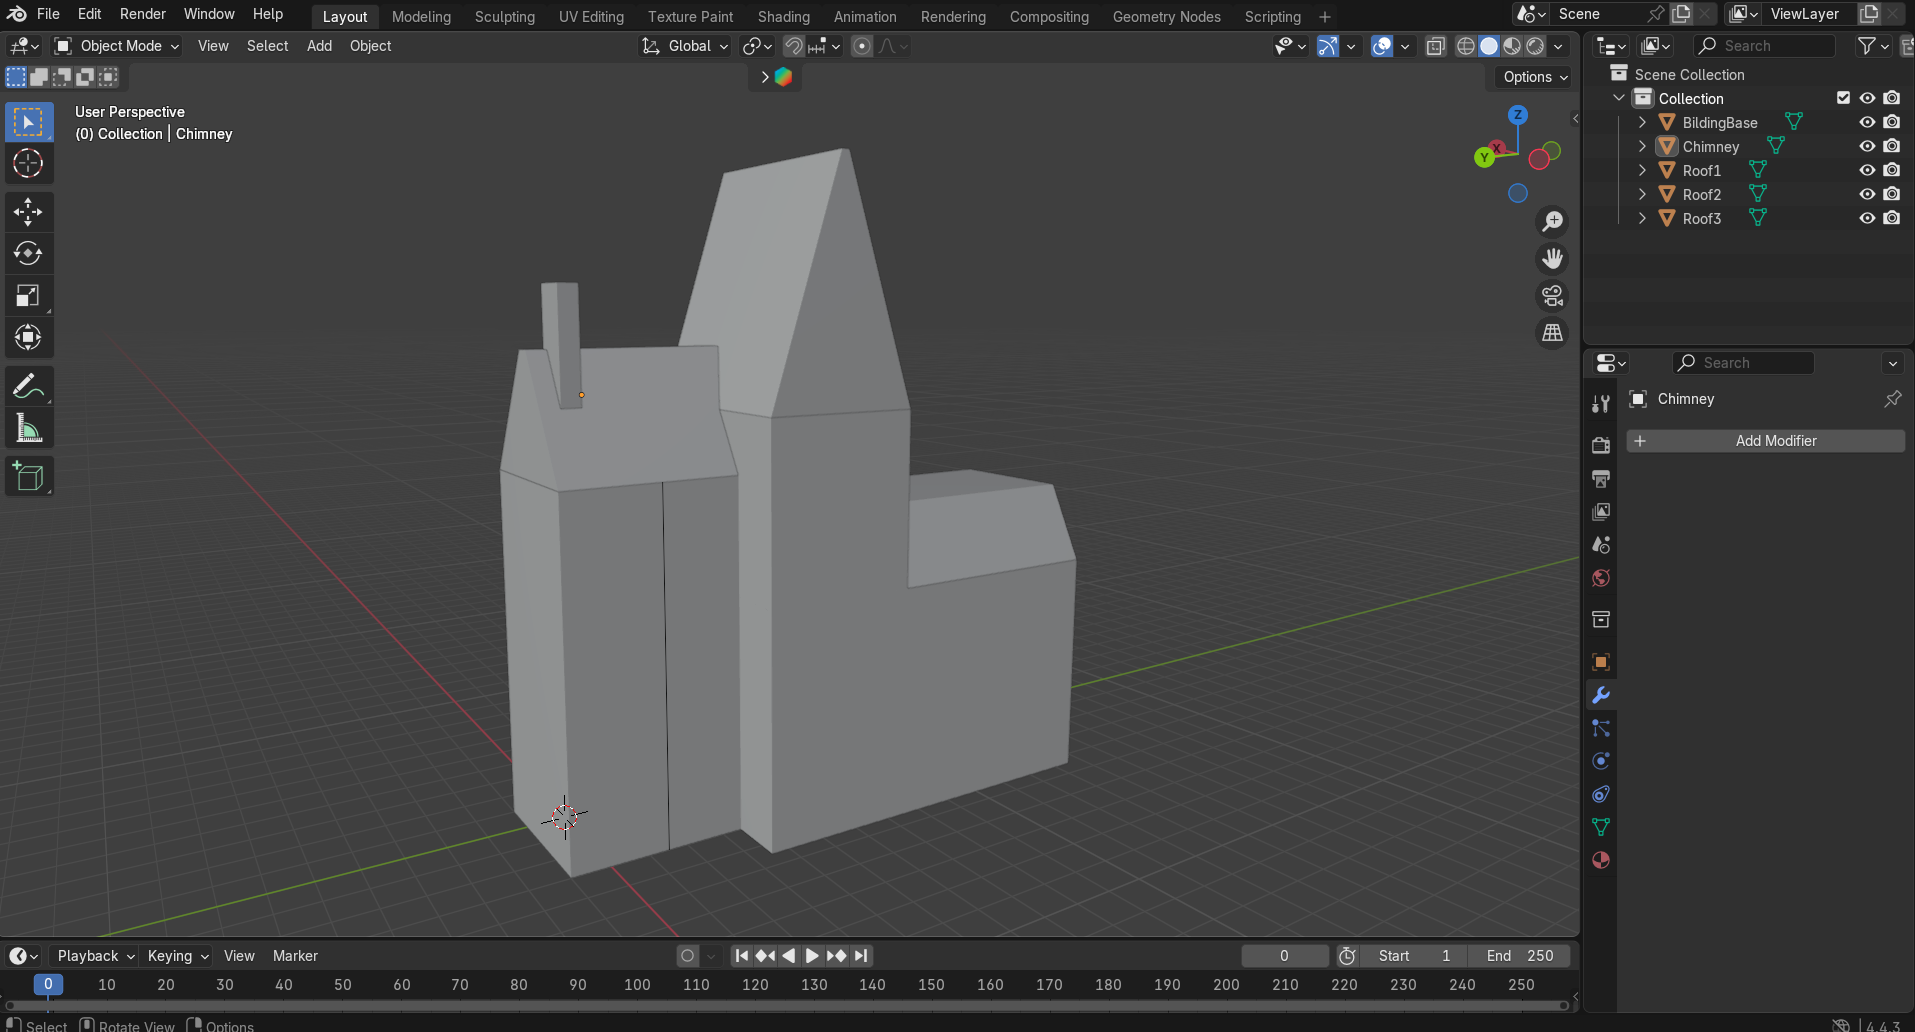 File Edit Render Window Help Layout Modeling Sculpting UV Editing Texture Paint Shading Animation Rendering Compositing Geometry Nodes Scripting + Scene ViewLayer
Object Mode View Select Add Object Global Search
Options
User Perspective
(0) Collection | Chimney
Z
X
Y
Scene Collection
Collection
BildingBase
Chimney
Roof1
Roof2
Roof3
Search
Chimney
+ Add Modifier
Playback Keying View Marker 0 Start 1 End 250
0 10 20 30 40 50 60 70 80 90 100 110 120 130 140 150 160 170 180 190 200 210 220 230 240 250
Select Rotate View Options 4.4.3